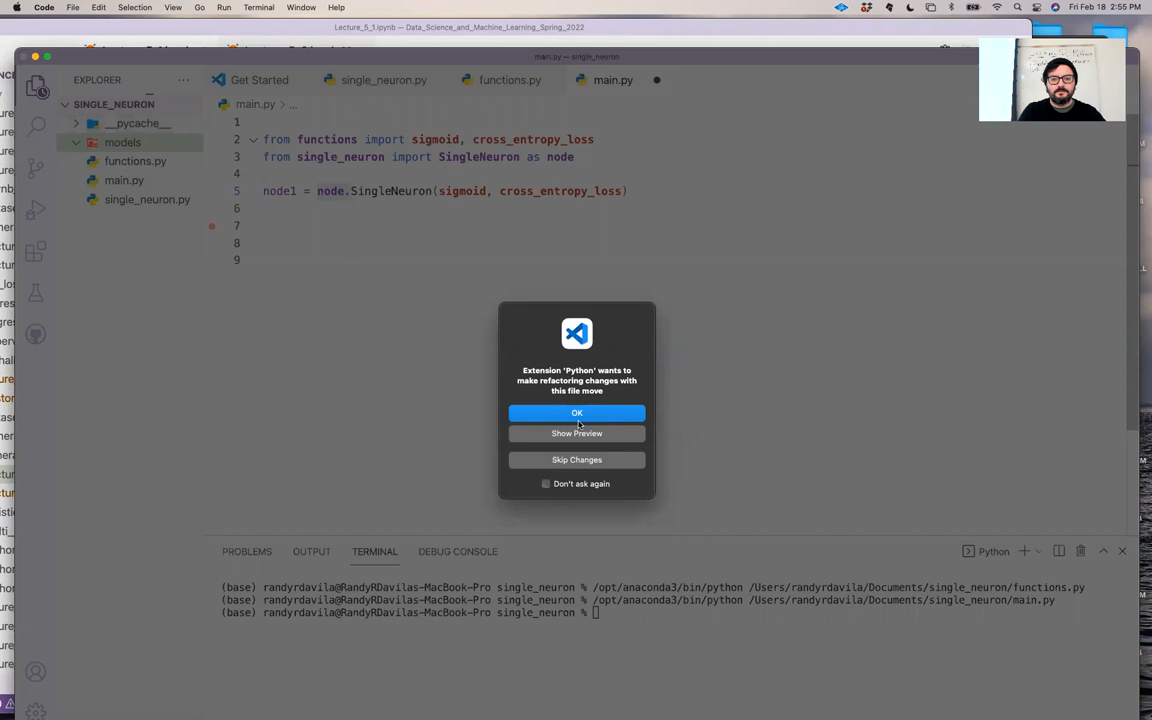 Code File Edit Selection View Go Run Terminal Window Help Fri Feb 18 2:55 PM
Lecture_5_1.ipynb — Data_Science_and_Machine_Learning_Spring_2022
main.py — single_neuron
EXPLORER ···
Get Started single_neuron.py functions.py main.py
SINGLE_NEURON
main.py > ...
__pycache__
models
functions.py
main.py
single_neuron.py
1
2 from functions import sigmoid, cross_entropy_loss
3 from single_neuron import SingleNeuron as node
4
5 node1 = node.SingleNeuron(sigmoid, cross_entropy_loss)
6
7
8
9
Extension 'Python' wants to
make refactoring changes with
this file move
OK
Show Preview
Skip Changes
Don't ask again
PROBLEMS OUTPUT TERMINAL DEBUG CONSOLE Python
(base) randyrdavila@RandyRDavilas-MacBook-Pro single_neuron % /opt/anaconda3/bin/python /Users/randyrdavila/Documents/single_neuron/functions.py
(base) randyrdavila@RandyRDavilas-MacBook-Pro single_neuron % /opt/anaconda3/bin/python /Users/randyrdavila/Documents/single_neuron/main.py
(base) randyrdavila@RandyRDavilas-MacBook-Pro single_neuron %